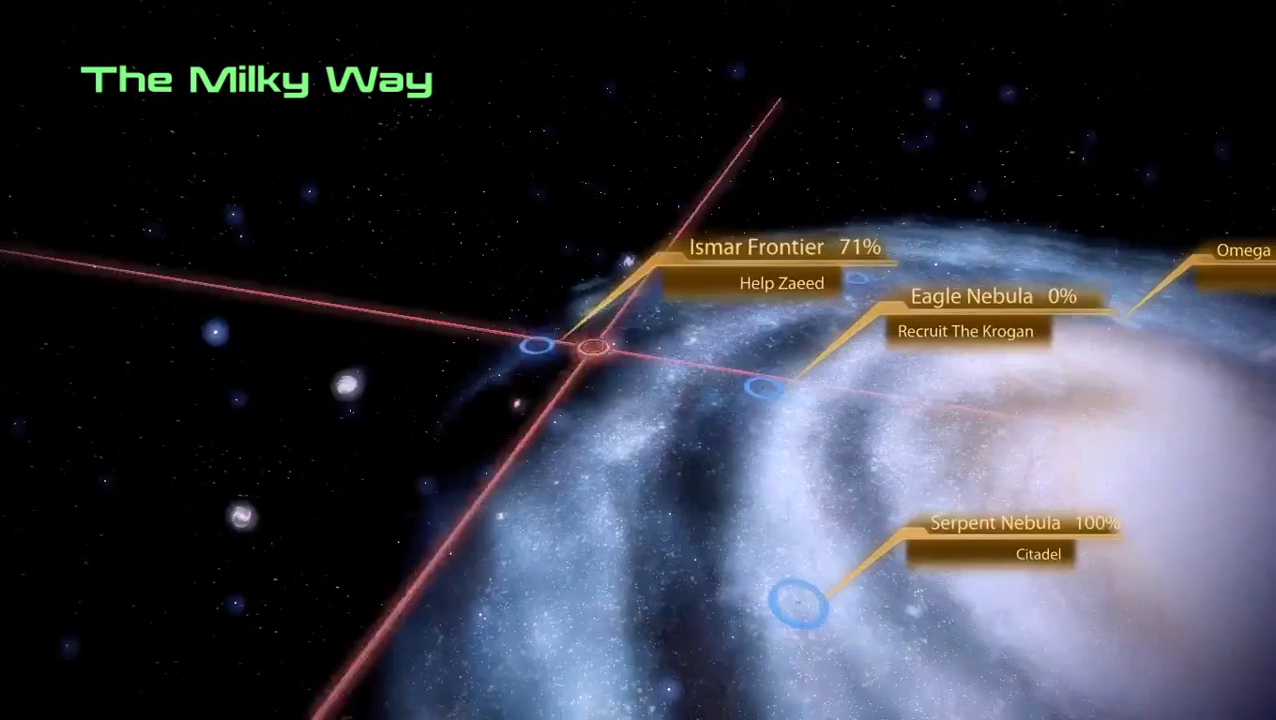 The Milky Way
Ismar Frontier 71%
Help Zaeed
Omega
Eagle Nebula 0%
Recruit The Krogan
Serpent Nebula 100%
Citadel